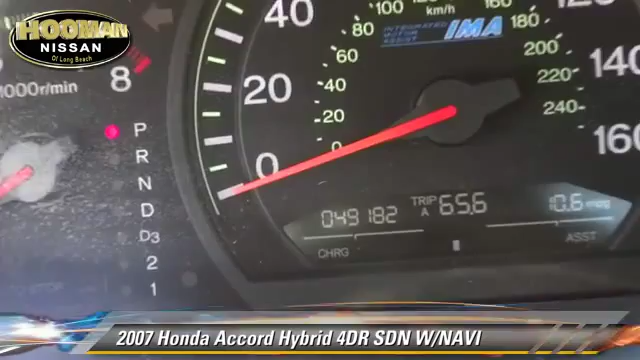 HOOMAN
NISSAN
Of Long Beach
8
1000r/min
P
R
N
D
D3
2
1
0
20
40
140
160
0
20
40
60
80
100
160
180
200
220
240
km/h
INTEGRATED
MOTOR
ASSIST
IMA
049182
TRIP
A
65.6
10.6 mpg
CHRG
ASST
2007 Honda Accord Hybrid 4DR SDN W/NAVI